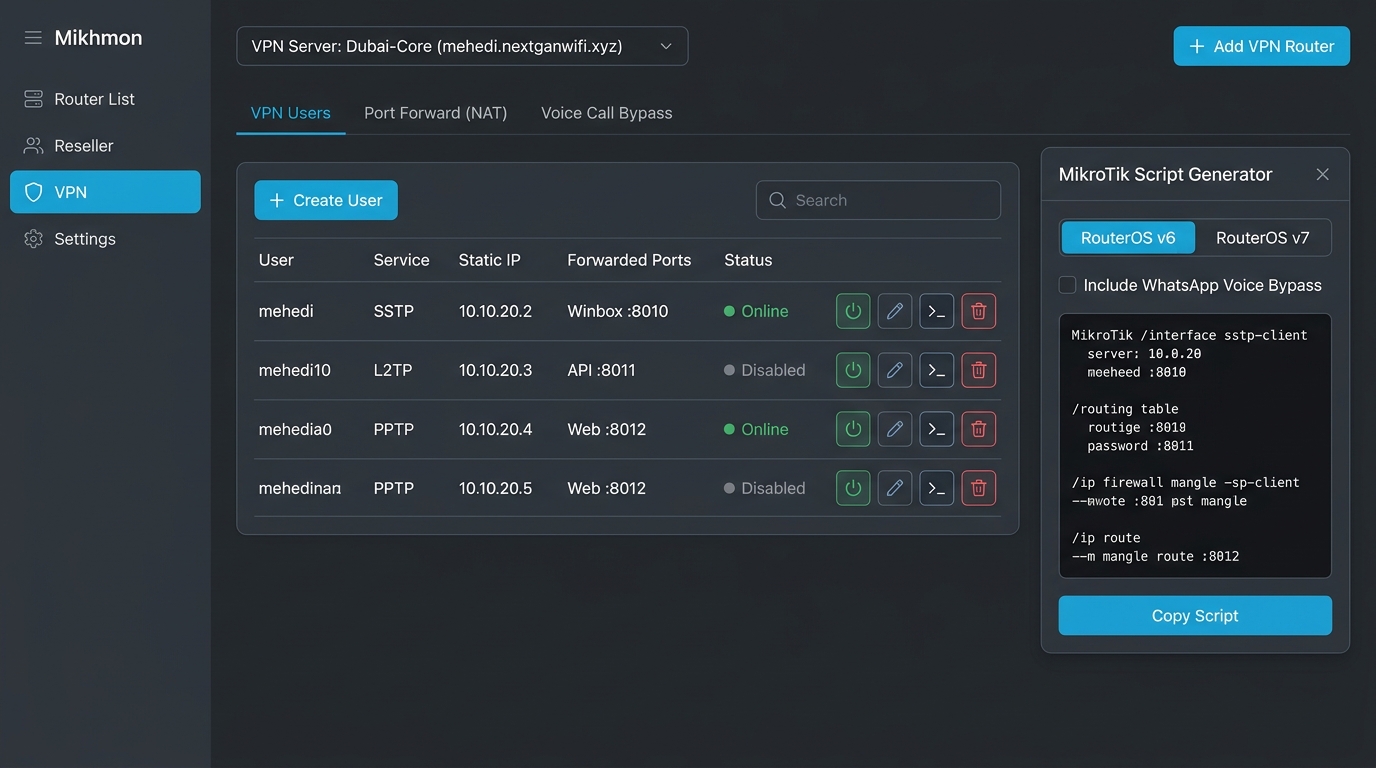 Mikhmon
Router List
Reseller
VPN
Settings
VPN Server: Dubai-Core (mehedi.nextganwifi.xyz)
+ Add VPN Router
VPN Users Port Forward (NAT) Voice Call Bypass
+ Create User
Search
User Service Static IP Forwarded Ports Status
mehedi SSTP 10.10.20.2 Winbox :8010 Online
mehedi10 L2TP 10.10.20.3 API :8011 Disabled
mehedia0 PPTP 10.10.20.4 Web :8012 Online
PPTP 10.10.20.5 Web :8012 Disabled
MikroTik Script Generator
RouterOS v6 RouterOS v7
Include WhatsApp Voice Bypass
MikroTik /interface sstp-client
server: 10.0.20
meeheed :8010
/routing table
routige :8018
password :8011
/ip firewall mangle -sp-client
:801 pst mangle
/ip route
--m mangle route :8012
Copy Script